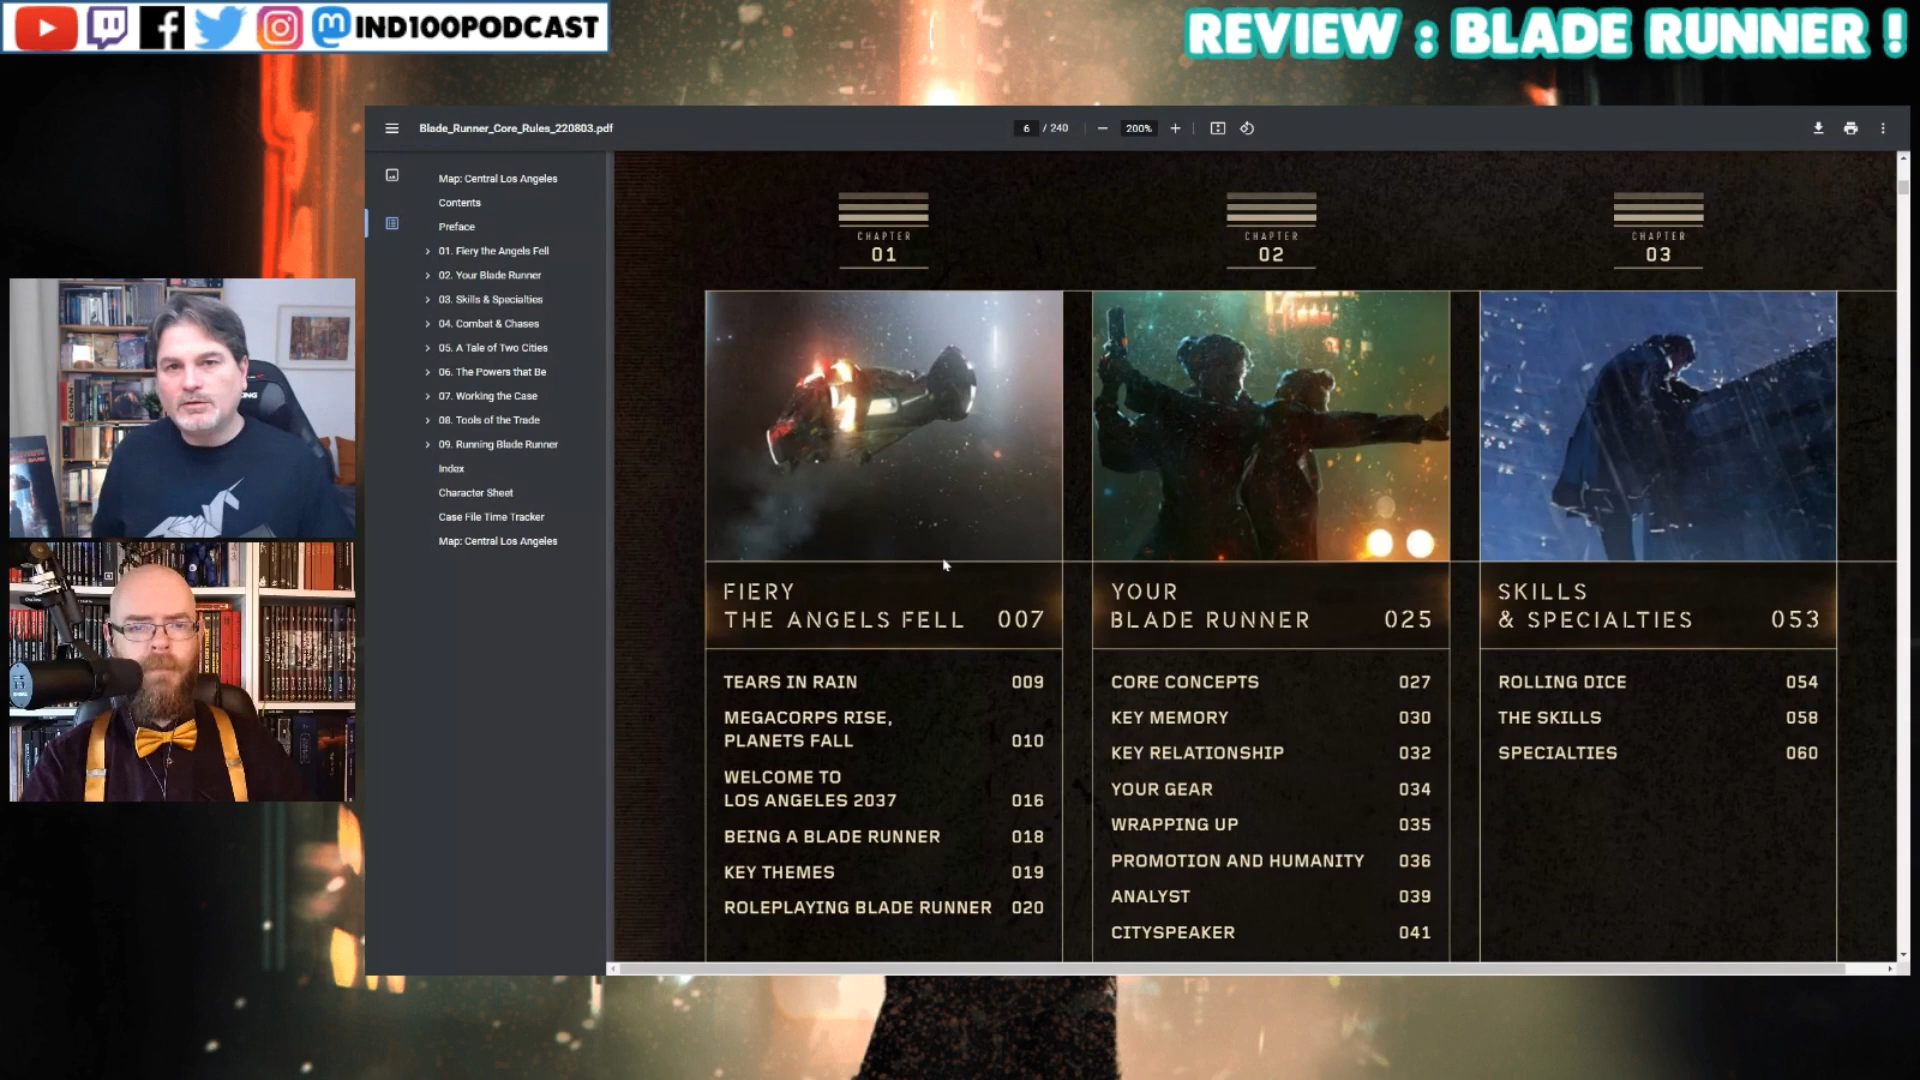 IND100PODCAST
REVIEW : BLADE RUNNER !
Blade_Runner_Core_Rules_220803.pdf
6 / 240
200%
Map: Central Los Angeles
Contents
Preface
01. Fiery the Angels Fell
02. Your Blade Runner
03. Skills & Specialties
04. Combat & Chases
05. A Tale of Two Cities
06. The Powers that Be
07. Working the Case
08. Tools of the Trade
09. Running Blade Runner
Index
Character Sheet
Case File Time Tracker
Map: Central Los Angeles
CHAPTER
01
FIERY
THE ANGELS FELL 007
TEARS IN RAIN 009
MEGACORPS RISE,
PLANETS FALL 010
WELCOME TO
LOS ANGELES 2037 016
BEING A BLADE RUNNER 018
KEY THEMES 019
ROLEPLAYING BLADE RUNNER 020
CHAPTER
02
YOUR
BLADE RUNNER 025
CORE CONCEPTS 027
KEY MEMORY 030
KEY RELATIONSHIP 032
YOUR GEAR 034
WRAPPING UP 035
PROMOTION AND HUMANITY 036
ANALYST 039
CITYSPEAKER 041
CHAPTER
03
SKILLS
& SPECIALTIES 053
ROLLING DICE 054
THE SKILLS 058
SPECIALTIES 060